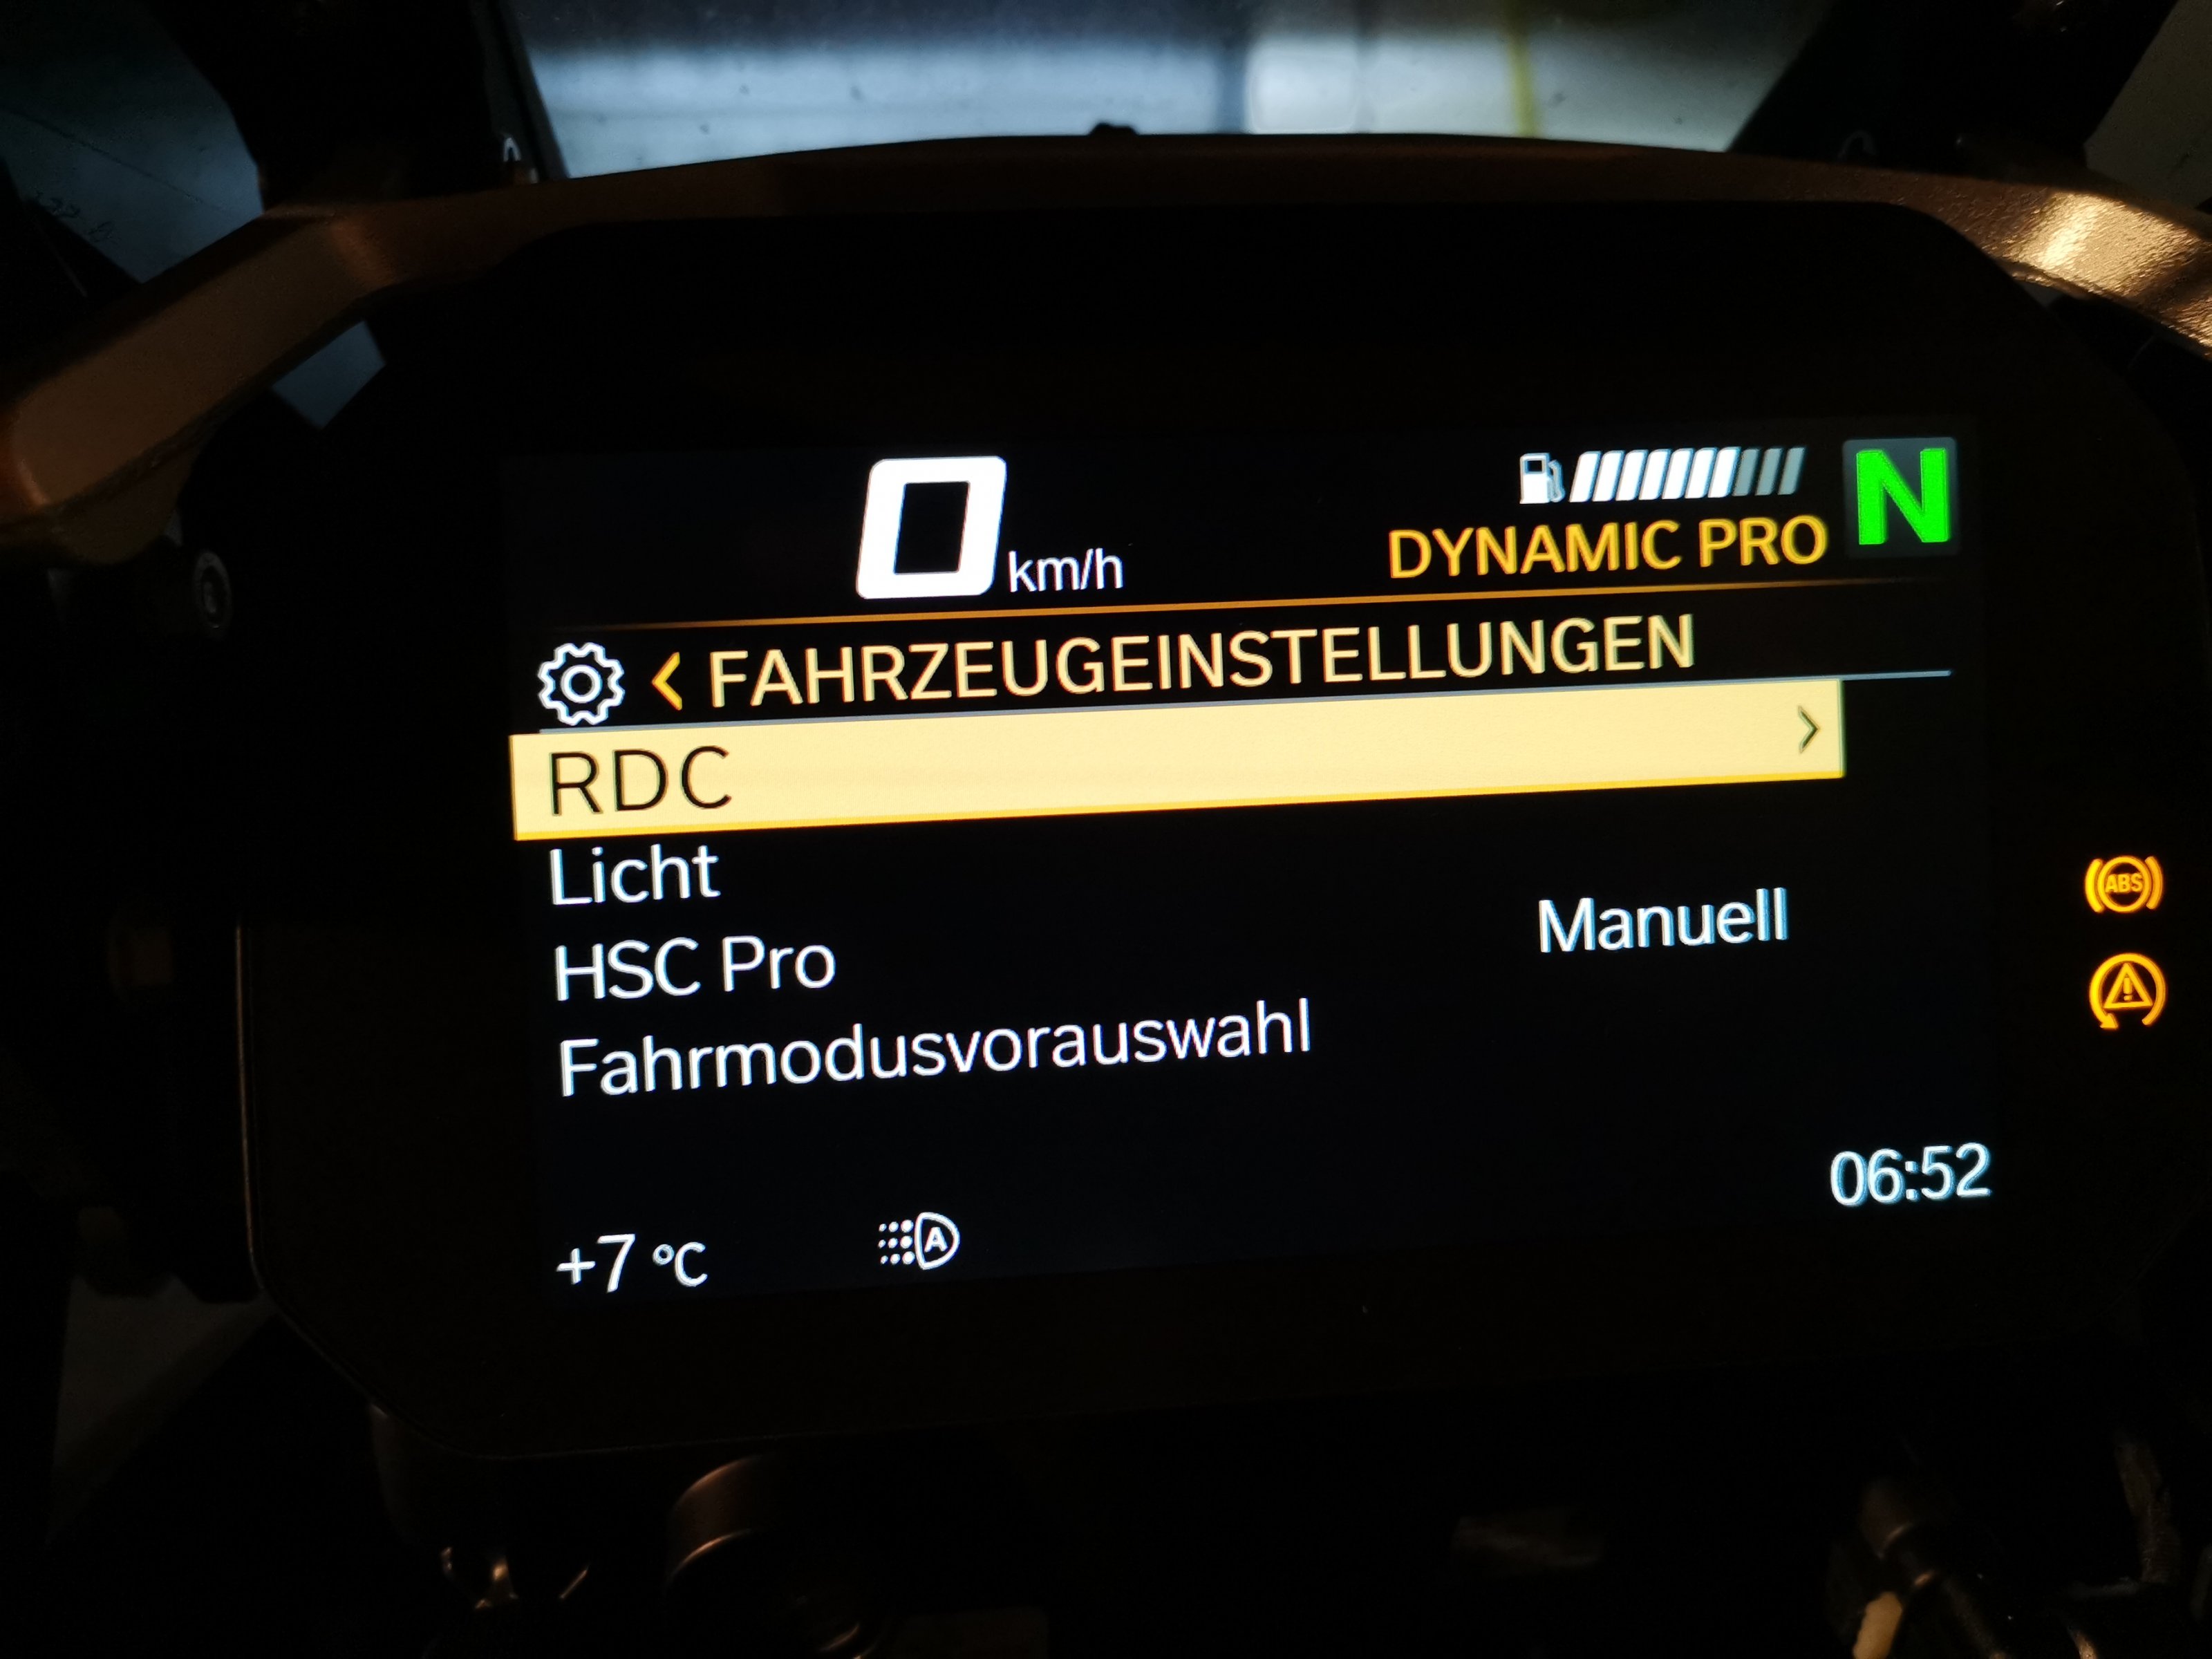 0 km/h
N
DYNAMIC PRO
FAHRZEUGEINSTELLUNGEN
RDC
Licht
HSC Pro Manuell
Fahrmodusvorauswahl
ABS
06:52
+7 °C
A